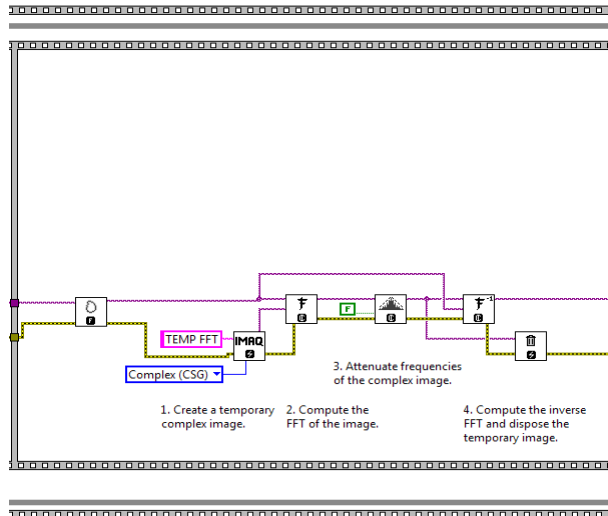 TEMP FFT
IMAQ
F
Complex (CSG)
3. Attenuate frequencies
of the complex image.
1. Create a temporary
complex image.
2. Compute the
FFT of the image.
4. Compute the inverse
FFT and dispose the
temporary image.